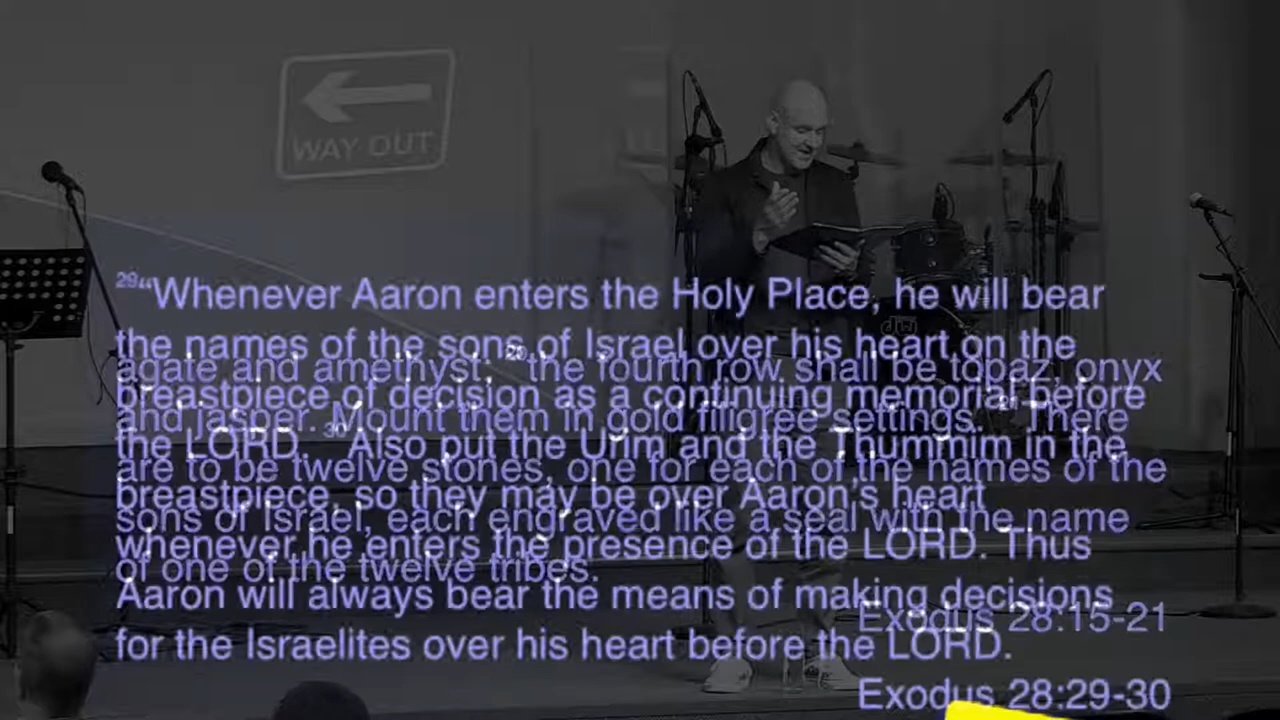 WAY OUT
29“Whenever Aaron enters the Holy Place, he will bear
the names of the sons of Israel over his heart on the
agate and amethyst; 20 the fourth row shall be topaz, onyx
breastpiece of decision as a continuing memorial before
and jasper. Mount them in gold filigree settings. 21 There
the LORD. 30 Also put the Urim and the Thummim in the
are to be twelve stones, one for each of the names of the
breastpiece, so they may be over Aaron’s heart
sons of Israel, each engraved like a seal with the name
whenever he enters the presence of the LORD. Thus
of one of the twelve tribes.
Aaron will always bear the means of making decisions
Exodus 28:15-21
for the Israelites over his heart before the LORD.
Exodus 28:29-30